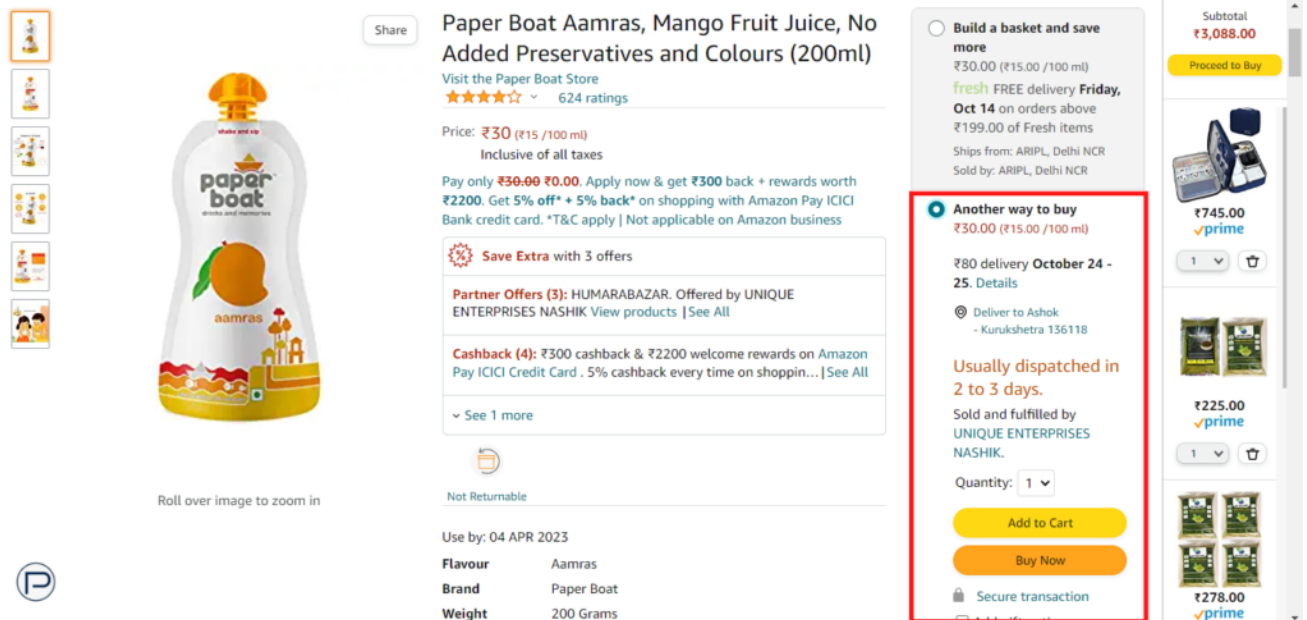 Share
shake and sip
paper
boat
drinks and memories
aamras
Roll over image to zoom in
Paper Boat Aamras, Mango Fruit Juice, No
Added Preservatives and Colours (200ml)
Visit the Paper Boat Store
624 ratings
Price: ₹30 (₹15 /100 ml)
Inclusive of all taxes
Pay only ₹30.00 ₹0.00. Apply now & get ₹300 back + rewards worth
₹2200. Get 5% off* + 5% back* on shopping with Amazon Pay ICICI
Bank credit card. *T&C apply | Not applicable on Amazon business
Save Extra with 3 offers
Partner Offers (3): HUMARABAZAR. Offered by UNIQUE
ENTERPRISES NASHIK View products |See All
Cashback (4): ₹300 cashback & ₹2200 welcome rewards on Amazon
Pay ICICI Credit Card . 5% cashback every time on shoppin... |See All
See 1 more
Not Returnable
Use by: 04 APR 2023
Flavour Aamras
Brand Paper Boat
Weight 200 Grams
Build a basket and save
more
₹30.00 (₹15.00 /100 ml)
fresh FREE delivery Friday,
Oct 14 on orders above
₹199.00 of Fresh items
Ships from: ARIPL, Delhi NCR
Sold by: ARIPL, Delhi NCR
Another way to buy
₹30.00 (₹15.00 /100 ml)
₹80 delivery October 24 -
25. Details
Deliver to Ashok
- Kurukshetra 136118
Usually dispatched in
2 to 3 days.
Sold and fulfilled by
UNIQUE ENTERPRISES
NASHIK.
Quantity: 1
Add to Cart
Buy Now
Secure transaction
Subtotal
₹3,088.00
Proceed to Buy
₹745.00
prime
1
₹225.00
prime
1
₹278.00
prime